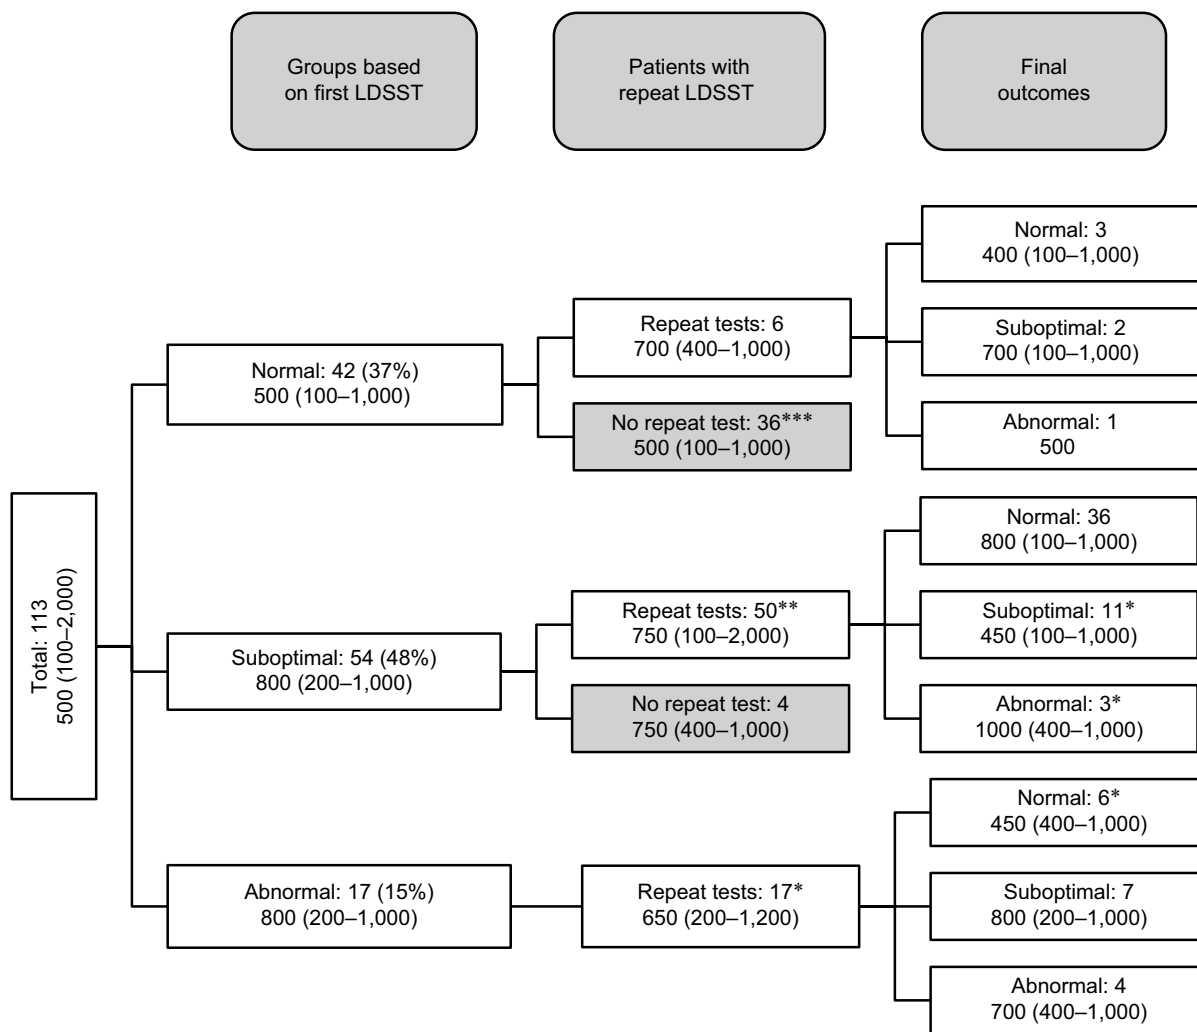 Groups based
on first LDSST
Patients with
repeat LDSST
Final
outcomes
Total: 113
500 (100–2,000)
Normal: 42 (37%)
500 (100–1,000)
Repeat tests: 6
700 (400–1,000)
No repeat test: 36***
500 (100–1,000)
Normal: 3
400 (100–1,000)
Suboptimal: 2
700 (100–1,000)
Abnormal: 1
500
Suboptimal: 54 (48%)
800 (200–1,000)
Repeat tests: 50**
750 (100–2,000)
No repeat test: 4
750 (400–1,000)
Normal: 36
800 (100–1,000)
Suboptimal: 11*
450 (100–1,000)
Abnormal: 3*
1000 (400–1,000)
Abnormal: 17 (15%)
800 (200–1,000)
Repeat tests: 17*
650 (200–1,200)
Normal: 6*
450 (400–1,000)
Suboptimal: 7
800 (200–1,000)
Abnormal: 4
700 (400–1,000)